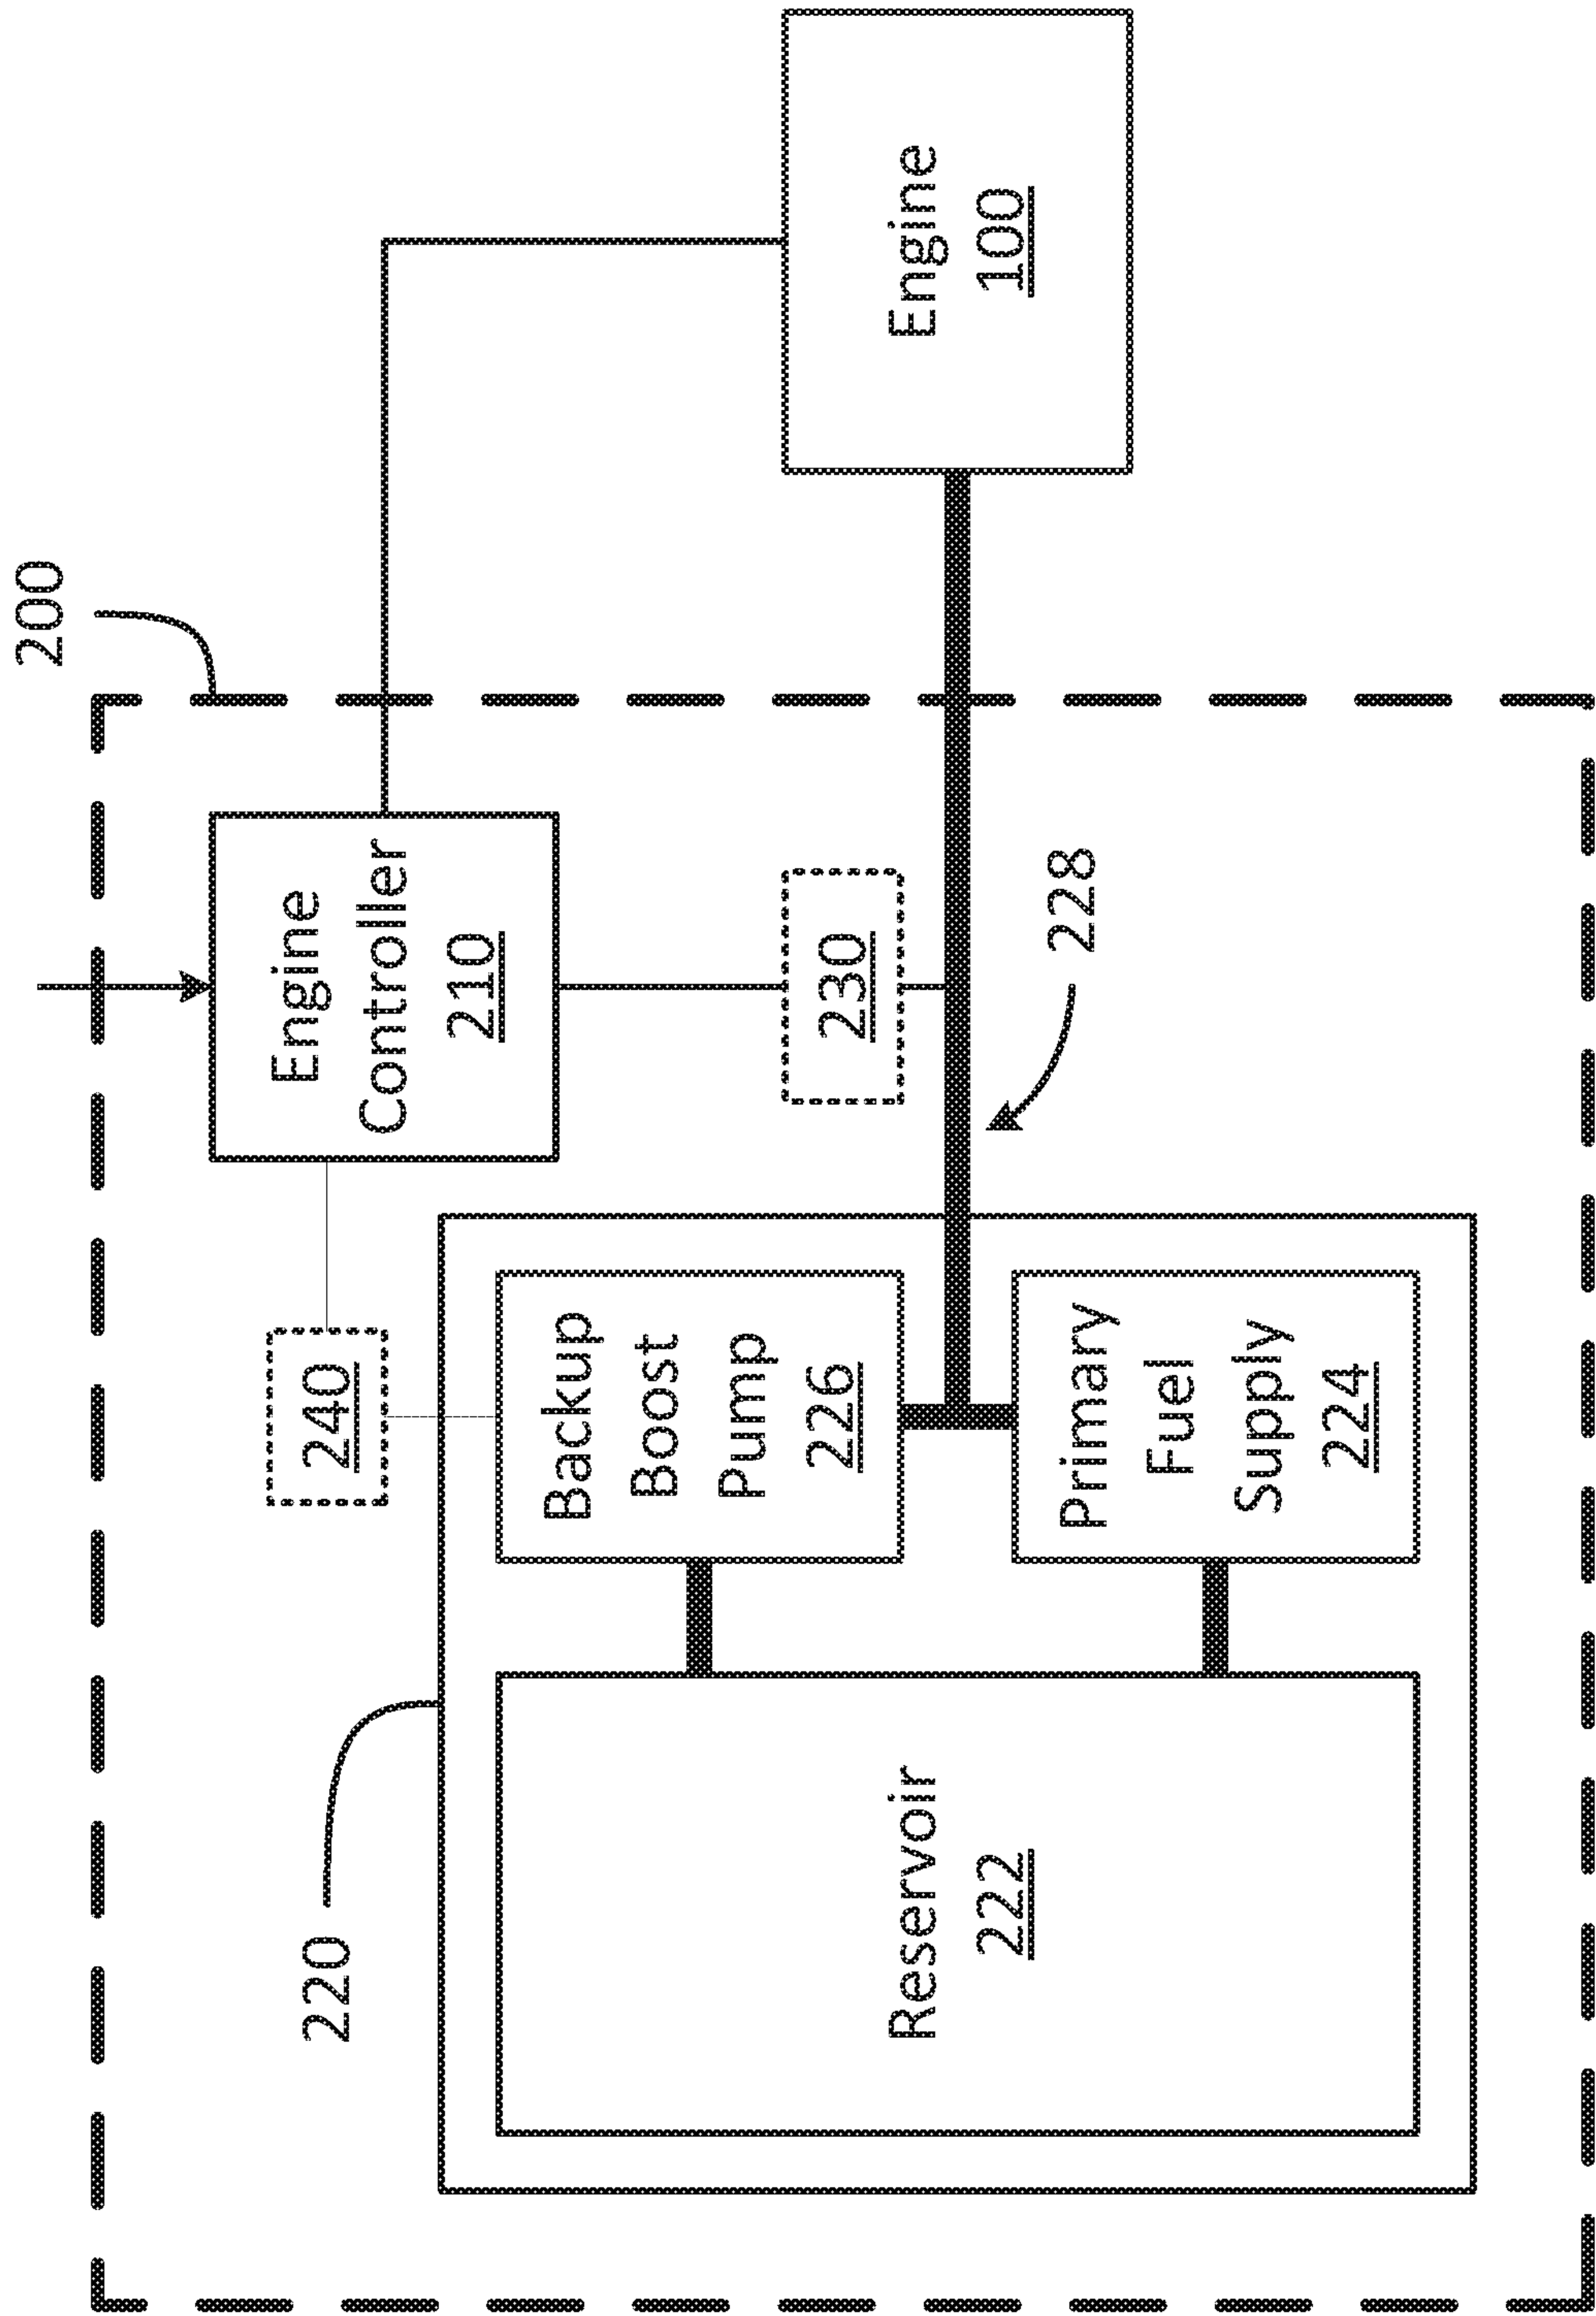 200
220
240
Engine
Controller
210
230
228
Engine
100
Reservoir
222
Backup
Boost
Pump
226
Primary
Fuel
Supply
224